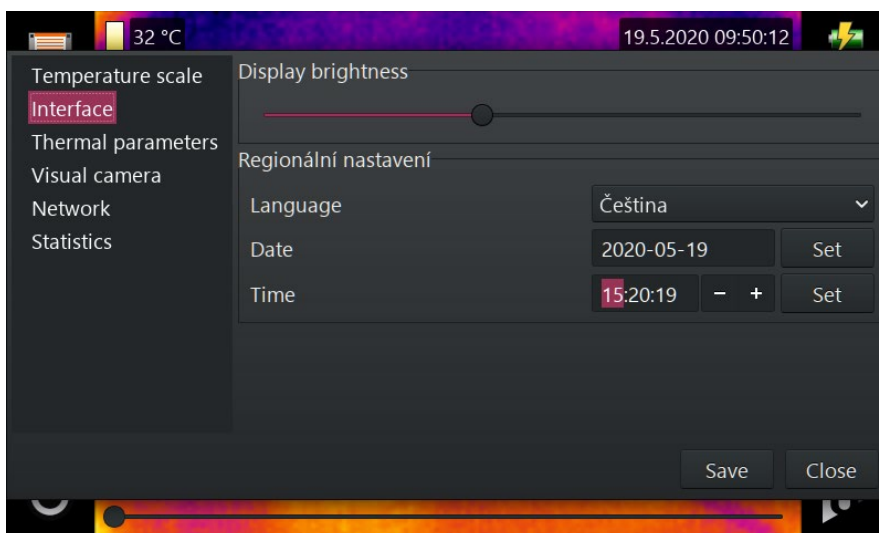 32 °C
19.5.2020 09:50:12
Temperature scale
Interface
Thermal parameters
Visual camera
Network
Statistics
Display brightness
Regionální nastavení
Language Čeština
Date 2020-05-19 Set
Time 15:20:19 − + Set
Save Close